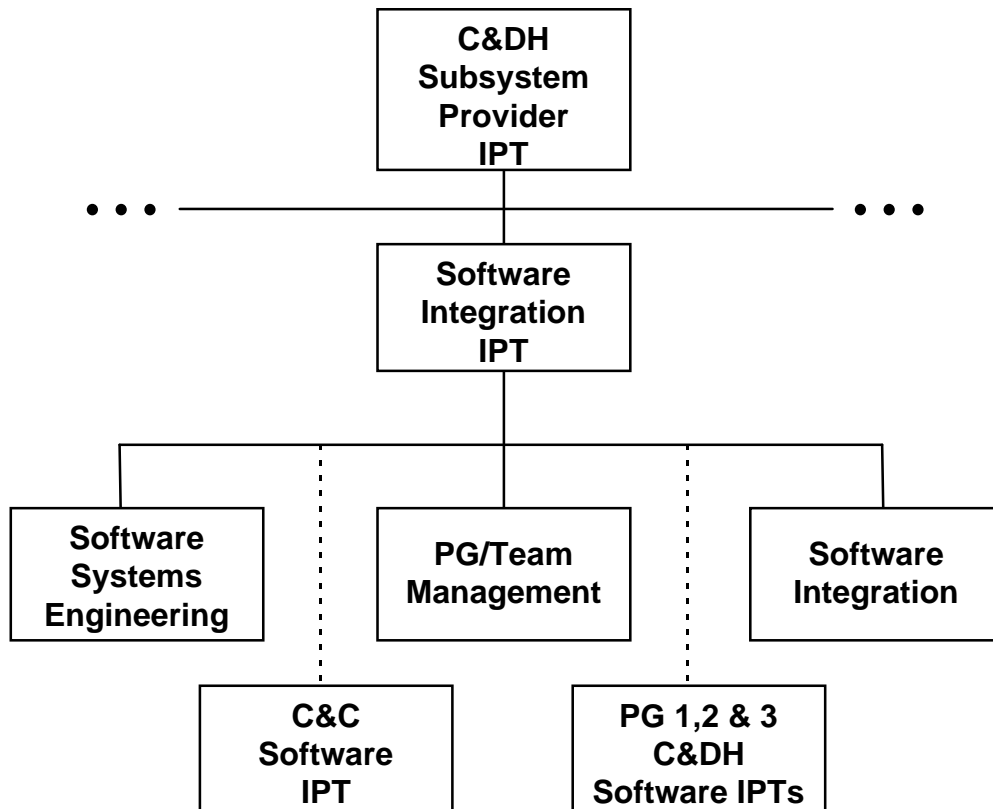 C&DH
Subsystem
Provider
IPT
• • •
• • •
Software
Integration
IPT
Software
Systems
Engineering
PG/Team
Management
Software
Integration
C&C
Software
IPT
PG 1,2 & 3
C&DH
Software IPTs